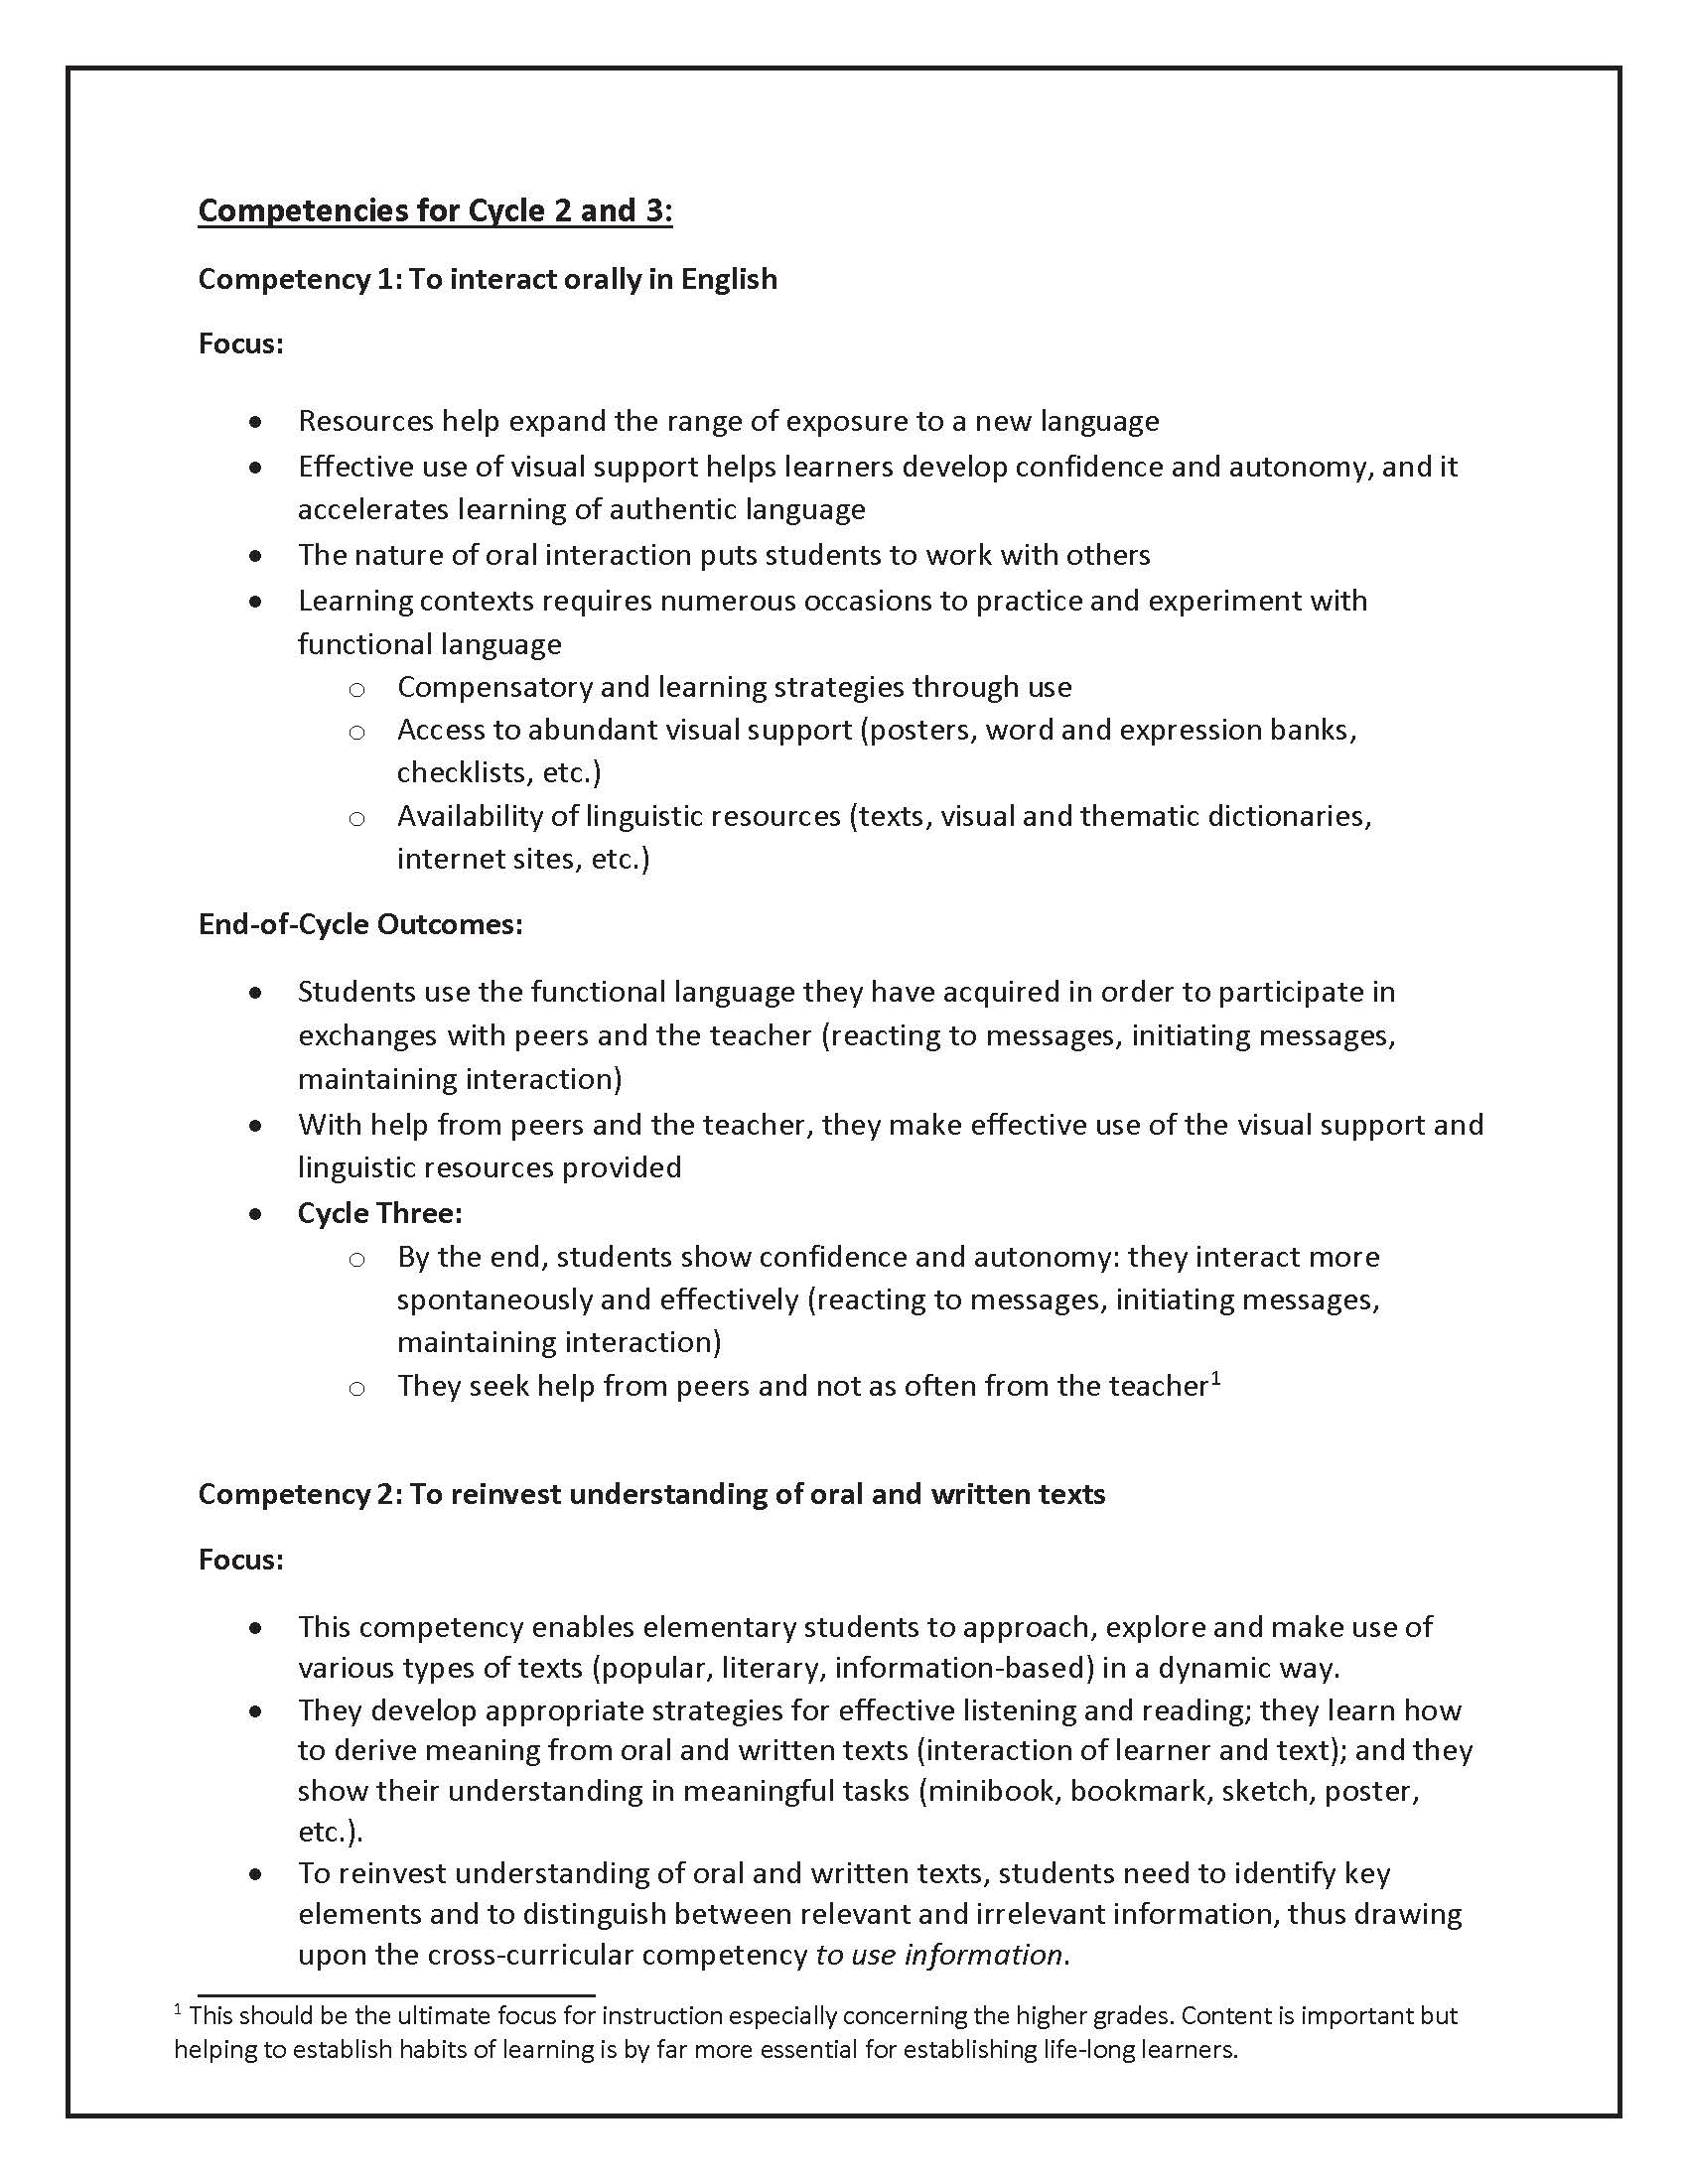 Competencies for Cycle 2 and 3:
Competency 1: To interact orally in English
Focus:
• Resources help expand the range of exposure to a new language
• Effective use of visual support helps learners develop confidence and autonomy, and it
accelerates learning of authentic language
• The nature of oral interaction puts students to work with others
• Learning contexts requires numerous occasions to practice and experiment with
functional language
o Compensatory and learning strategies through use
o Access to abundant visual support (posters, word and expression banks,
checklists, etc.)
o Availability of linguistic resources (texts, visual and thematic dictionaries,
internet sites, etc.)
End-of-Cycle Outcomes:
• Students use the functional language they have acquired in order to participate in
exchanges with peers and the teacher (reacting to messages, initiating messages,
maintaining interaction)
• With help from peers and the teacher, they make effective use of the visual support and
linguistic resources provided
• Cycle Three:
o By the end, students show confidence and autonomy: they interact more
spontaneously and effectively (reacting to messages, initiating messages,
maintaining interaction)
o They seek help from peers and not as often from the teacher¹
Competency 2: To reinvest understanding of oral and written texts
Focus:
• This competency enables elementary students to approach, explore and make use of
various types of texts (popular, literary, information-based) in a dynamic way.
• They develop appropriate strategies for effective listening and reading; they learn how
to derive meaning from oral and written texts (interaction of learner and text); and they
show their understanding in meaningful tasks (minibook, bookmark, sketch, poster,
etc.).
• To reinvest understanding of oral and written texts, students need to identify key
elements and to distinguish between relevant and irrelevant information, thus drawing
upon the cross-curricular competency to use information.
¹ This should be the ultimate focus for instruction especially concerning the higher grades. Content is important but
helping to establish habits of learning is by far more essential for establishing life-long learners.